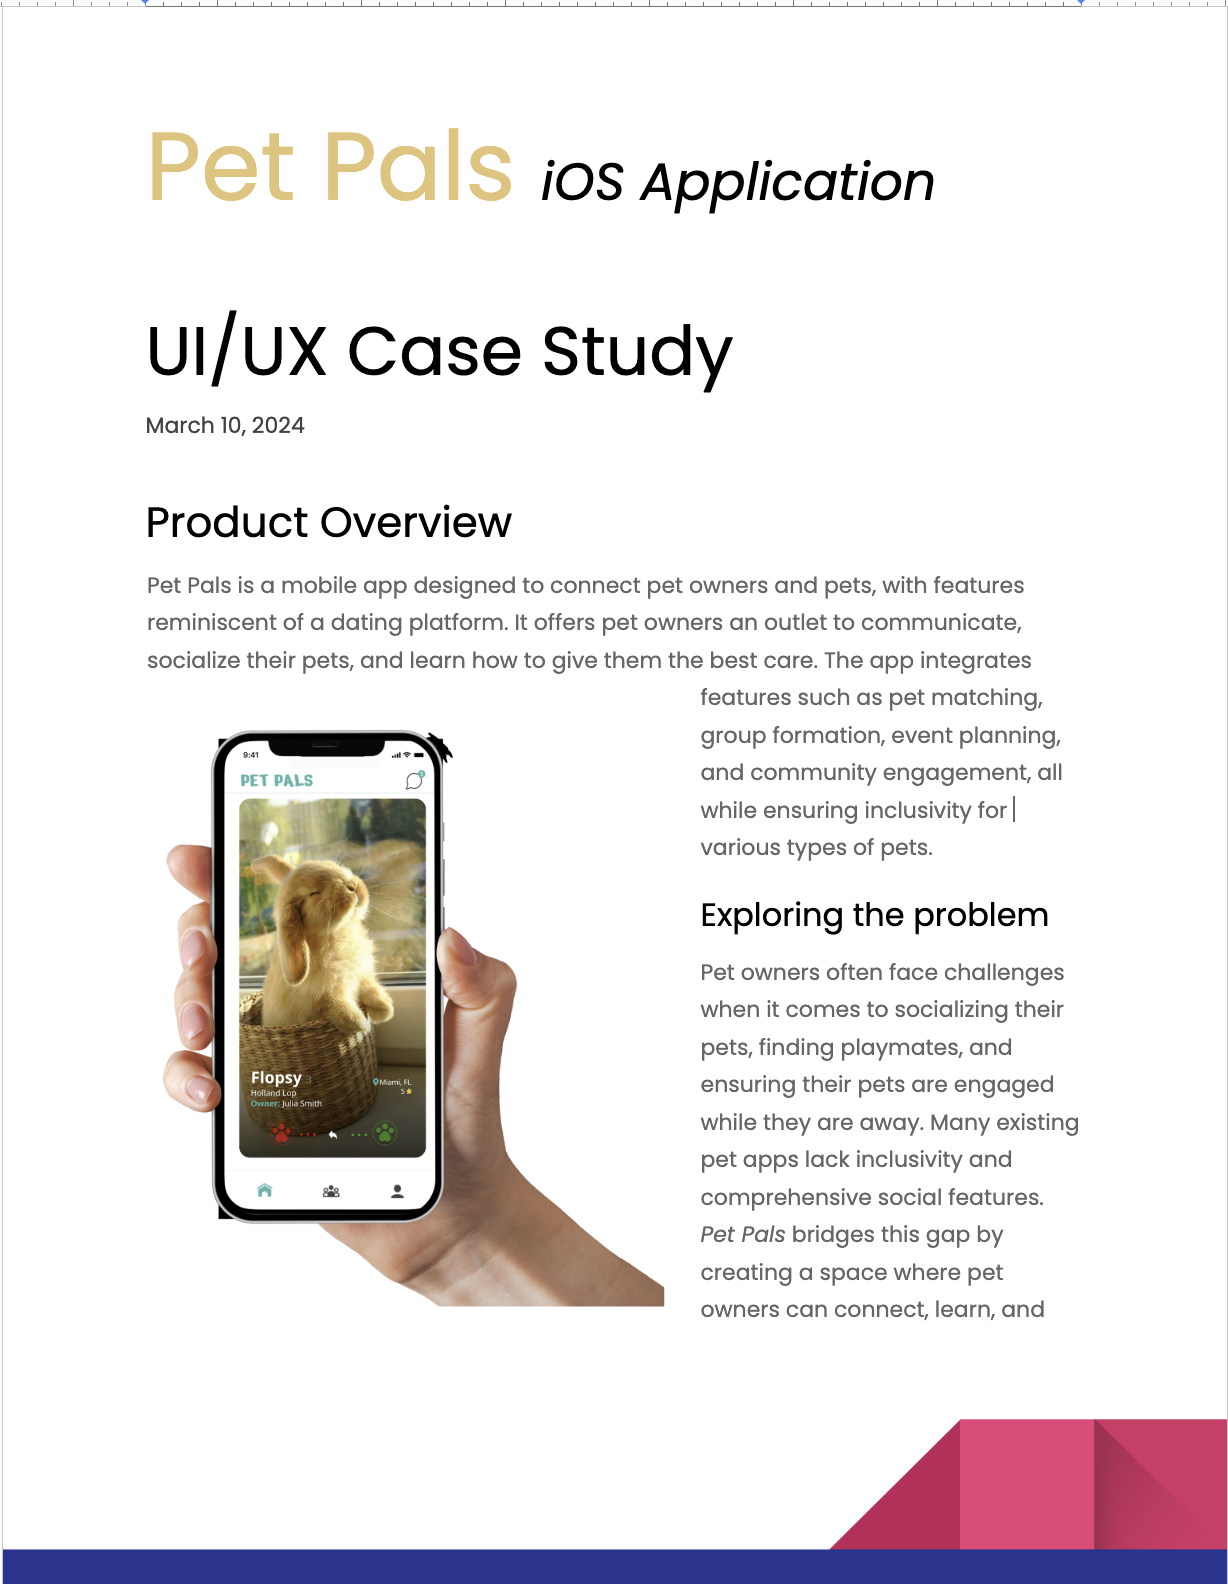 Pet Pals iOS Application
UI/UX Case Study
March 10, 2024
Product Overview
Pet Pals is a mobile app designed to connect pet owners and pets, with features
reminiscent of a dating platform. It offers pet owners an outlet to communicate,
socialize their pets, and learn how to give them the best care. The app integrates
features such as pet matching,
group formation, event planning,
and community engagement, all
while ensuring inclusivity for
various types of pets.
9:41
PET PALS
Flopsy 3
Holland Lop
Owner: Julia Smith
Miami, FL
5
Exploring the problem
Pet owners often face challenges
when it comes to socializing their
pets, finding playmates, and
ensuring their pets are engaged
while they are away. Many existing
pet apps lack inclusivity and
comprehensive social features.
Pet Pals bridges this gap by
creating a space where pet
owners can connect, learn, and